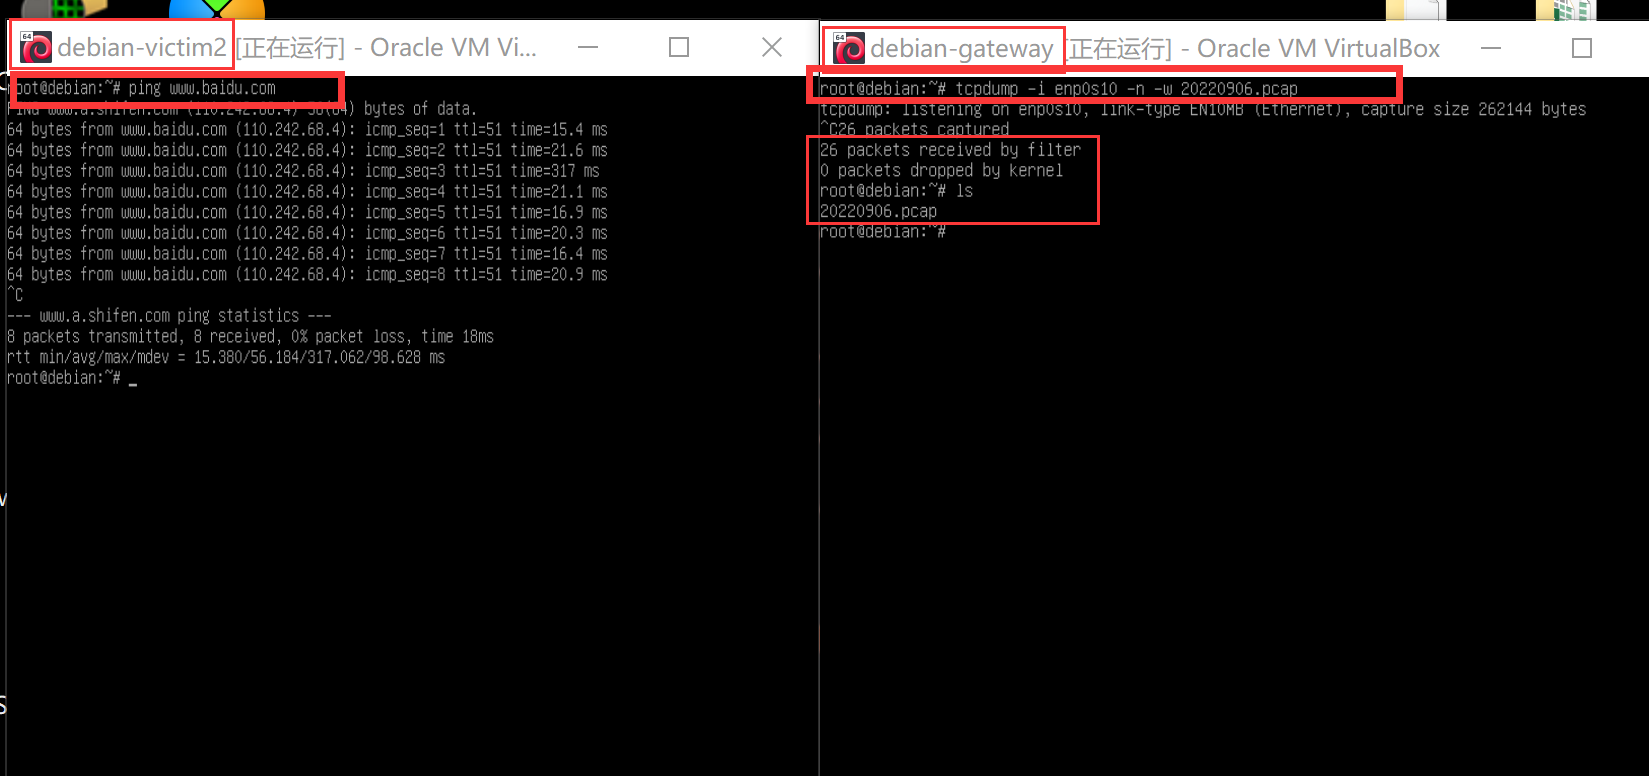 debian-victim2 [正在运行] - Oracle VM Vi...
root@debian:~# ping www.baidu.com
PING www.a.shifen.com (110.242.68.4) 56(84) bytes of data.
64 bytes from www.baidu.com (110.242.68.4): icmp_seq=1 ttl=51 time=15.4 ms
64 bytes from www.baidu.com (110.242.68.4): icmp_seq=2 ttl=51 time=21.6 ms
64 bytes from www.baidu.com (110.242.68.4): icmp_seq=3 ttl=51 time=317 ms
64 bytes from www.baidu.com (110.242.68.4): icmp_seq=4 ttl=51 time=21.1 ms
64 bytes from www.baidu.com (110.242.68.4): icmp_seq=5 ttl=51 time=16.9 ms
64 bytes from www.baidu.com (110.242.68.4): icmp_seq=6 ttl=51 time=20.3 ms
64 bytes from www.baidu.com (110.242.68.4): icmp_seq=7 ttl=51 time=16.4 ms
64 bytes from www.baidu.com (110.242.68.4): icmp_seq=8 ttl=51 time=20.9 ms
^C
--- www.a.shifen.com ping statistics ---
8 packets transmitted, 8 received, 0% packet loss, time 18ms
rtt min/avg/max/mdev = 15.380/56.184/317.062/98.628 ms
root@debian:~# _
debian-gateway [正在运行] - Oracle VM VirtualBox
root@debian:~# tcpdump -i enp0s10 -n -w 20220906.pcap
tcpdump: listening on enp0s10, link-type EN10MB (Ethernet), capture size 262144 bytes
^C26 packets captured
26 packets received by filter
0 packets dropped by kernel
root@debian:~# ls
20220906.pcap
root@debian:~#